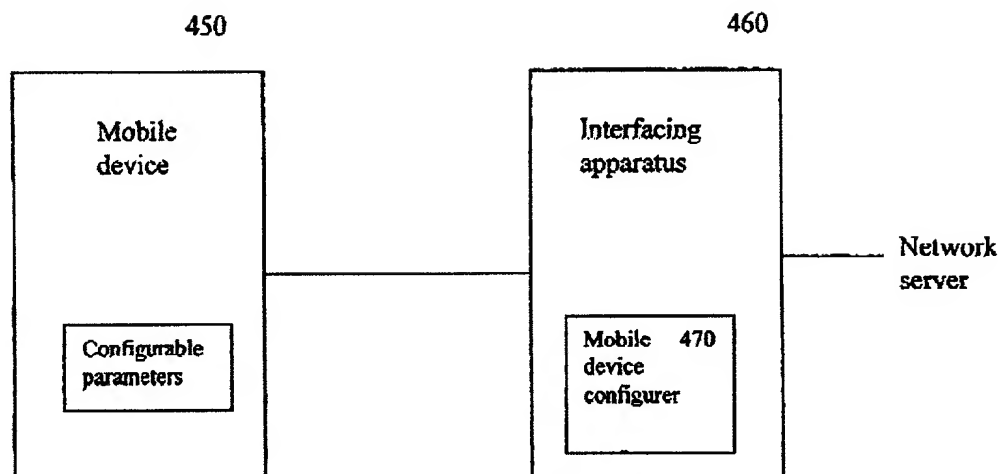 450
460
Mobile
device
Interfacing
apparatus
Network
server
Configurable
parameters
Mobile 470
device
configurer